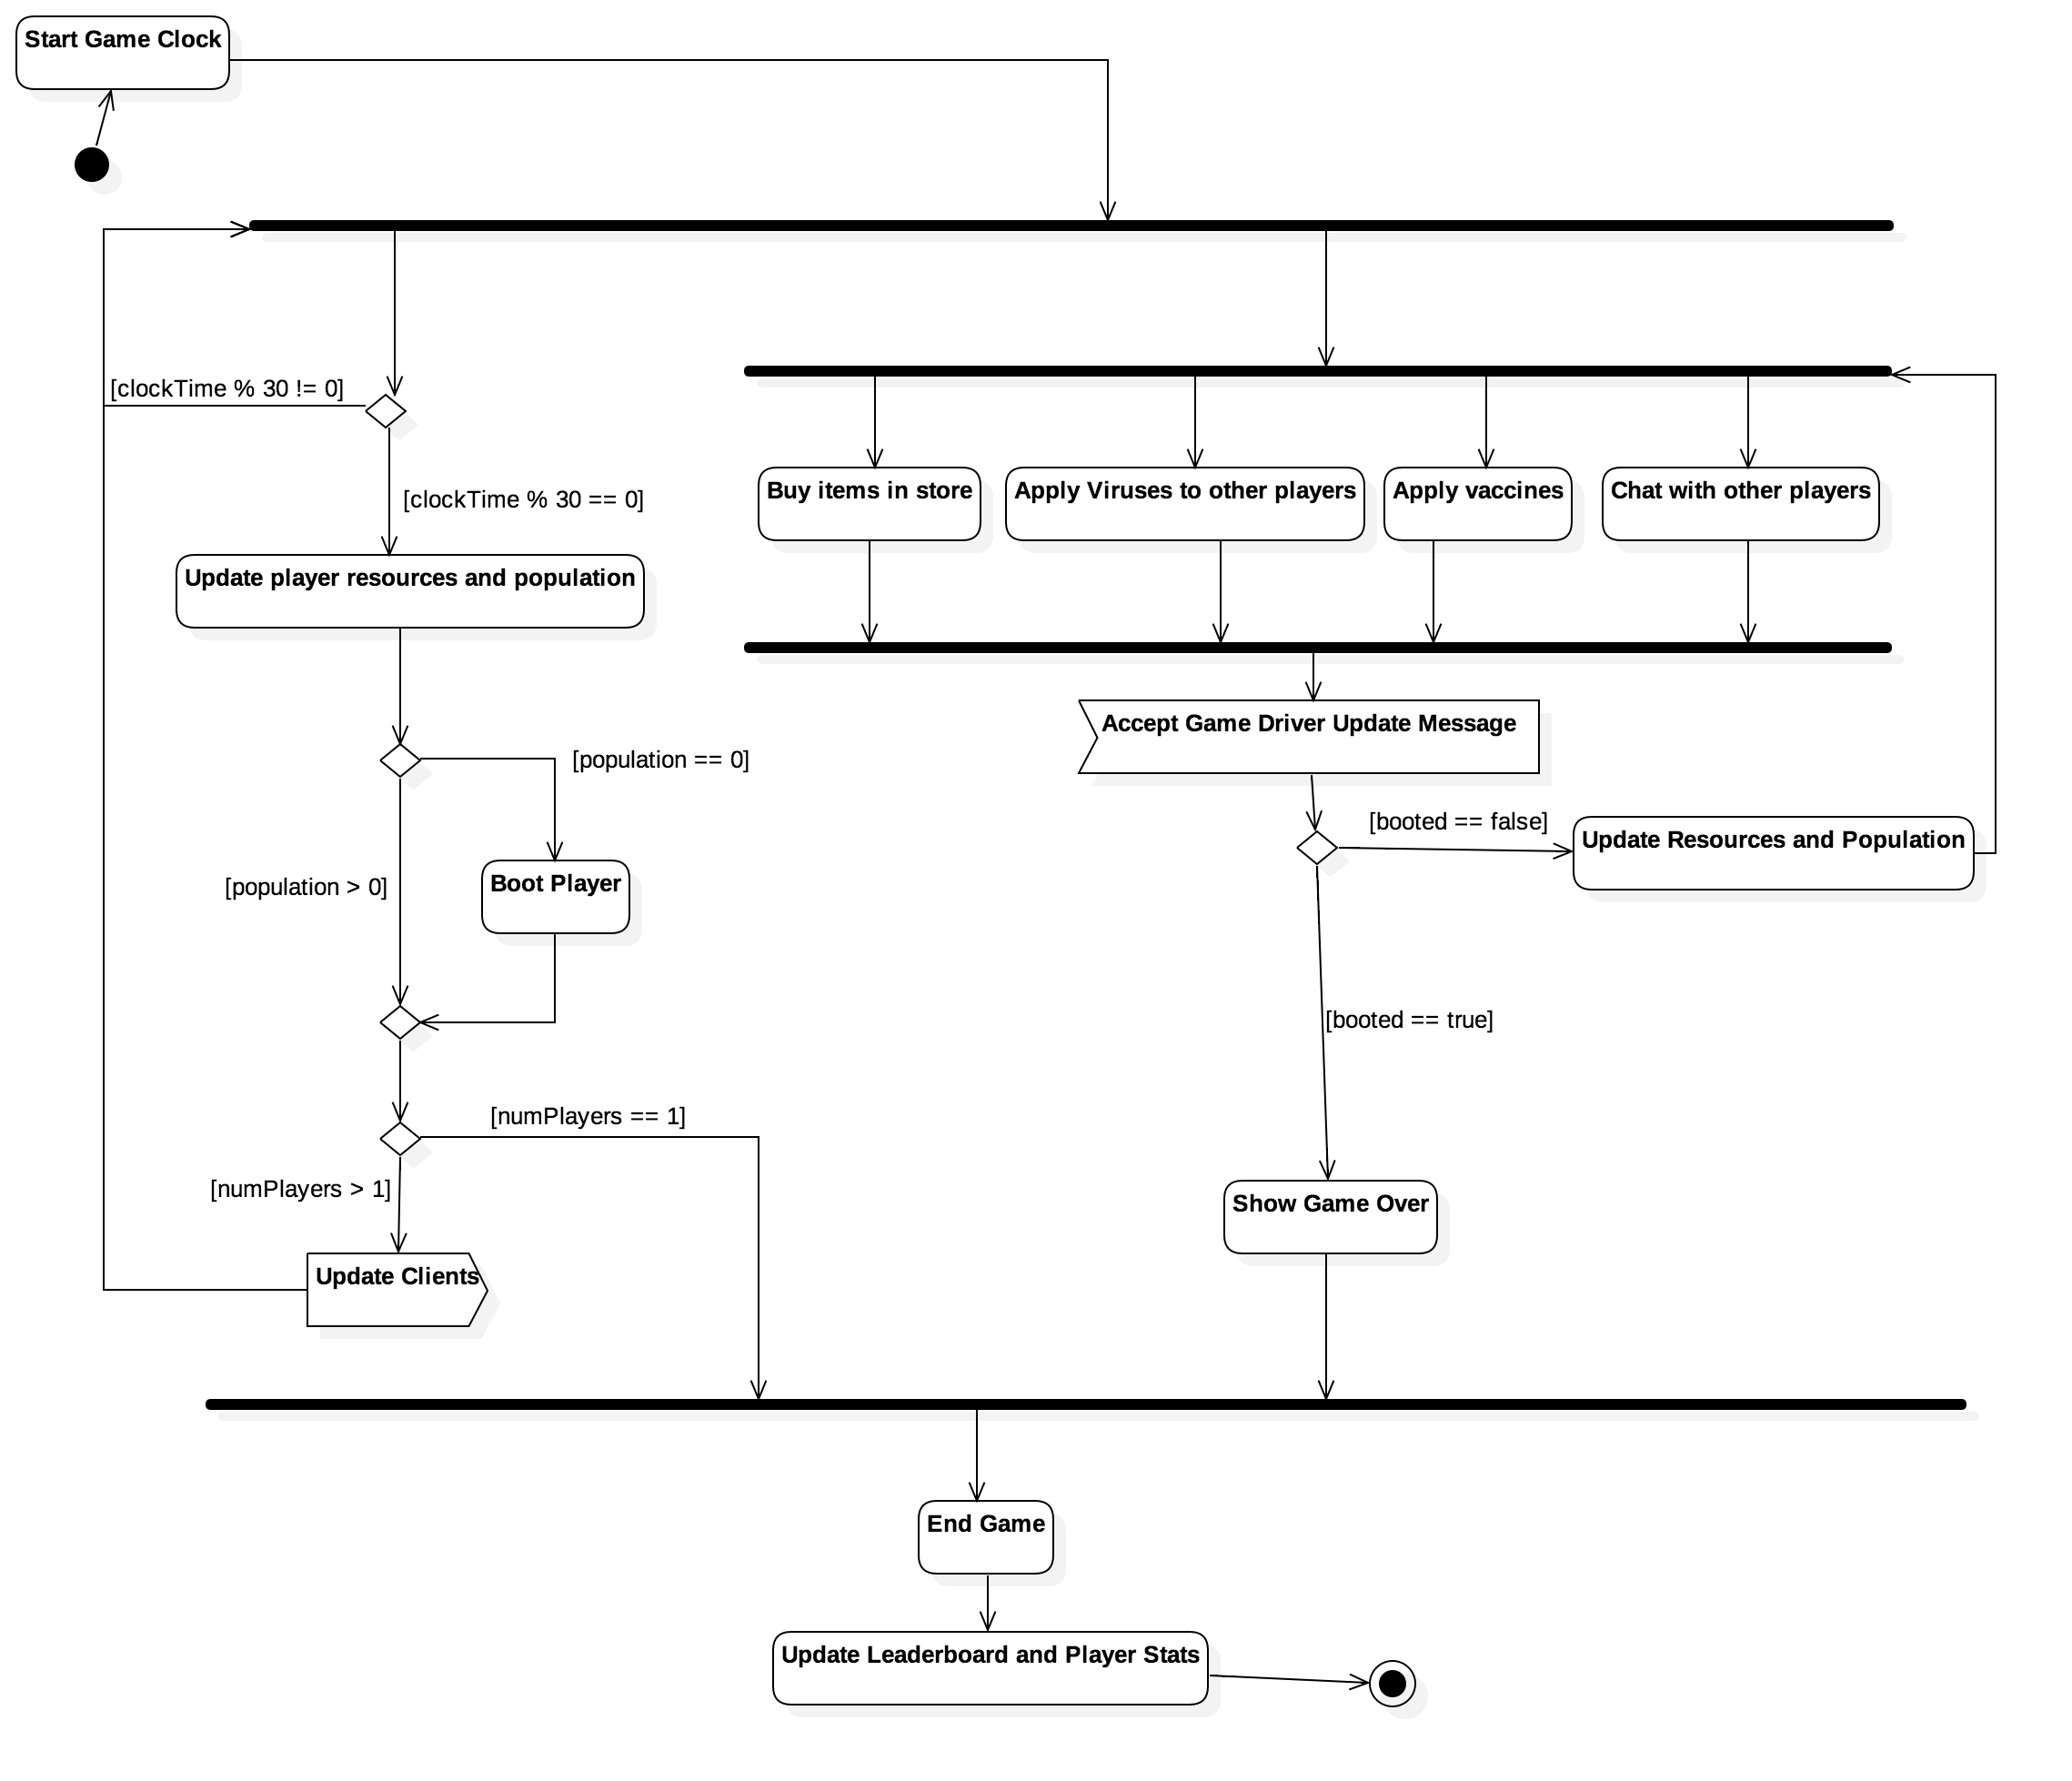 Start Game Clock
[clockTime % 30 != 0]
[clockTime % 30 == 0]
Buy items in store
Apply Viruses to other players
Apply vaccines
Chat with other players
Update player resources and population
Accept Game Driver Update Message
[population == 0]
[booted == false]
Update Resources and Population
Boot Player
[population > 0]
[booted == true]
[numPlayers == 1]
[numPlayers > 1]
Show Game Over
Update Clients
End Game
Update Leaderboard and Player Stats